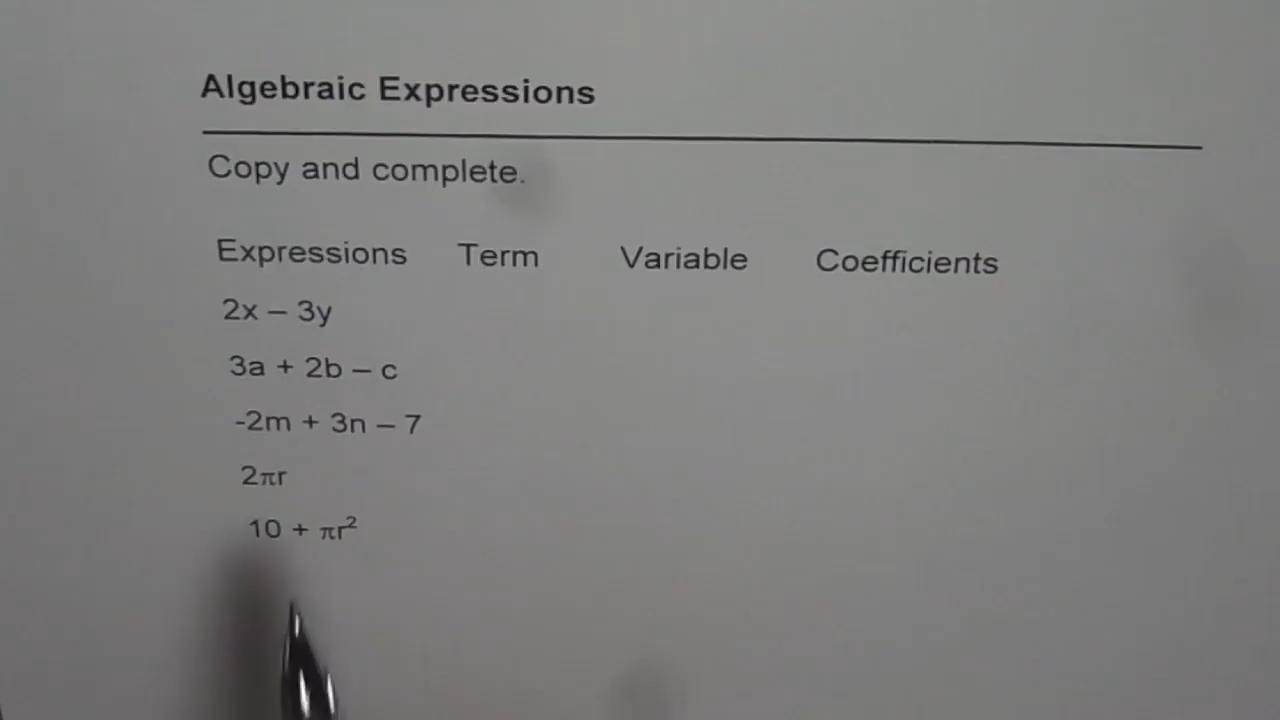 Algebraic Expressions
Copy and complete.
Expressions Term Variable Coefficients
2x – 3y
3a + 2b – c
-2m + 3n – 7
2πr
10 + πr²